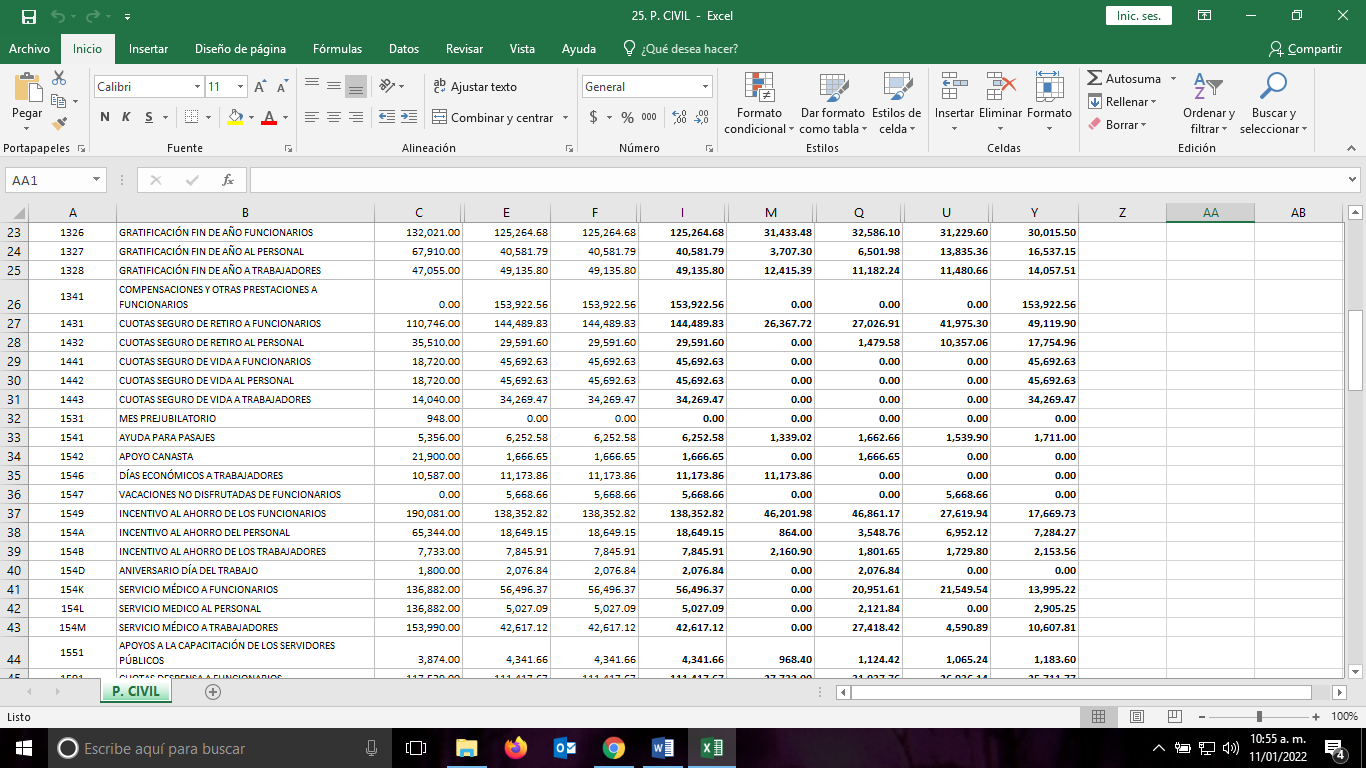 25. P. CIVIL - Excel
Inic. ses.
Archivo Inicio Insertar Diseño de página Fórmulas Datos Revisar Vista Ayuda ¿Qué desea hacer? Compartir
Pegar
Calibri 11
N K S
Ajustar texto
Combinar y centrar
General
$ % 000
Formato condicional
Dar formato como tabla
Estilos de celda
Insertar Eliminar Formato
Autosuma
Rellenar
Borrar
Ordenar y filtrar
Buscar y seleccionar
Portapapeles Fuente Alineación Número Estilos Celdas Edición
AA1 fx
A B C E F I M Q U Y Z AA AB
23 1326 GRATIFICACIÓN FIN DE AÑO FUNCIONARIOS 132,021.00 125,264.68 125,264.68 125,264.68 31,433.48 32,586.10 31,229.60 30,015.50
24 1327 GRATIFICACIÓN FIN DE AÑO AL PERSONAL 67,910.00 40,581.79 40,581.79 40,581.79 3,707.30 6,501.98 13,835.36 16,537.15
25 1328 GRATIFICACIÓN FIN DE AÑO A TRABAJADORES 47,055.00 49,135.80 49,135.80 49,135.80 12,415.39 11,182.24 11,480.66 14,057.51
26 1341 COMPENSACIONES Y OTRAS PRESTACIONES A
FUNCIONARIOS 0.00 153,922.56 153,922.56 153,922.56 0.00 0.00 0.00 153,922.56
27 1431 CUOTAS SEGURO DE RETIRO A FUNCIONARIOS 110,746.00 144,489.83 144,489.83 144,489.83 26,367.72 27,026.91 41,975.30 49,119.90
28 1432 CUOTAS SEGURO DE RETIRO AL PERSONAL 35,510.00 29,591.60 29,591.60 29,591.60 0.00 1,479.58 10,357.06 17,754.96
29 1441 CUOTAS SEGURO DE VIDA A FUNCIONARIOS 18,720.00 45,692.63 45,692.63 45,692.63 0.00 0.00 0.00 45,692.63
30 1442 CUOTAS SEGURO DE VIDA AL PERSONAL 18,720.00 45,692.63 45,692.63 45,692.63 0.00 0.00 0.00 45,692.63
31 1443 CUOTAS SEGURO DE VIDA A TRABAJADORES 14,040.00 34,269.47 34,269.47 34,269.47 0.00 0.00 0.00 34,269.47
32 1531 MES PREJUBILATORIO 948.00 0.00 0.00 0.00 0.00 0.00 0.00 0.00
33 1541 AYUDA PARA PASAJES 5,356.00 6,252.58 6,252.58 6,252.58 1,339.02 1,662.66 1,539.90 1,711.00
34 1542 APOYO CANASTA 21,900.00 1,666.65 1,666.65 1,666.65 0.00 1,666.65 0.00 0.00
35 1546 DÍAS ECONÓMICOS A TRABAJADORES 10,587.00 11,173.86 11,173.86 11,173.86 11,173.86 0.00 0.00 0.00
36 1547 VACACIONES NO DISFRUTADAS DE FUNCIONARIOS 0.00 5,668.66 5,668.66 5,668.66 0.00 0.00 5,668.66 0.00
37 1549 INCENTIVO AL AHORRO DE LOS FUNCIONARIOS 190,081.00 138,352.82 138,352.82 138,352.82 46,201.98 46,861.17 27,619.94 17,669.73
38 154A INCENTIVO AL AHORRO DEL PERSONAL 65,344.00 18,649.15 18,649.15 18,649.15 864.00 3,548.76 6,952.12 7,284.27
39 154B INCENTIVO AL AHORRO DE LOS TRABAJADORES 7,733.00 7,845.91 7,845.91 7,845.91 2,160.90 1,801.65 1,729.80 2,153.56
40 154D ANIVERSARIO DÍA DEL TRABAJO 1,800.00 2,076.84 2,076.84 2,076.84 0.00 2,076.84 0.00 0.00
41 154K SERVICIO MÉDICO A FUNCIONARIOS 136,882.00 56,496.37 56,496.37 56,496.37 0.00 20,951.61 21,549.54 13,995.22
42 154L SERVICIO MEDICO AL PERSONAL 136,882.00 5,027.09 5,027.09 5,027.09 0.00 2,121.84 0.00 2,905.25
43 154M SERVICIO MÉDICO A TRABAJADORES 153,990.00 42,617.12 42,617.12 42,617.12 0.00 27,418.42 4,590.89 10,607.81
44 1551 APOYOS A LA CAPACITACIÓN DE LOS SERVIDORES
PÚBLICOS 3,874.00 4,341.66 4,341.66 4,341.66 968.40 1,124.42 1,065.24 1,183.60
P. CIVIL
Listo 100%
Escribe aquí para buscar
10:55 a. m.
11/01/2022
4